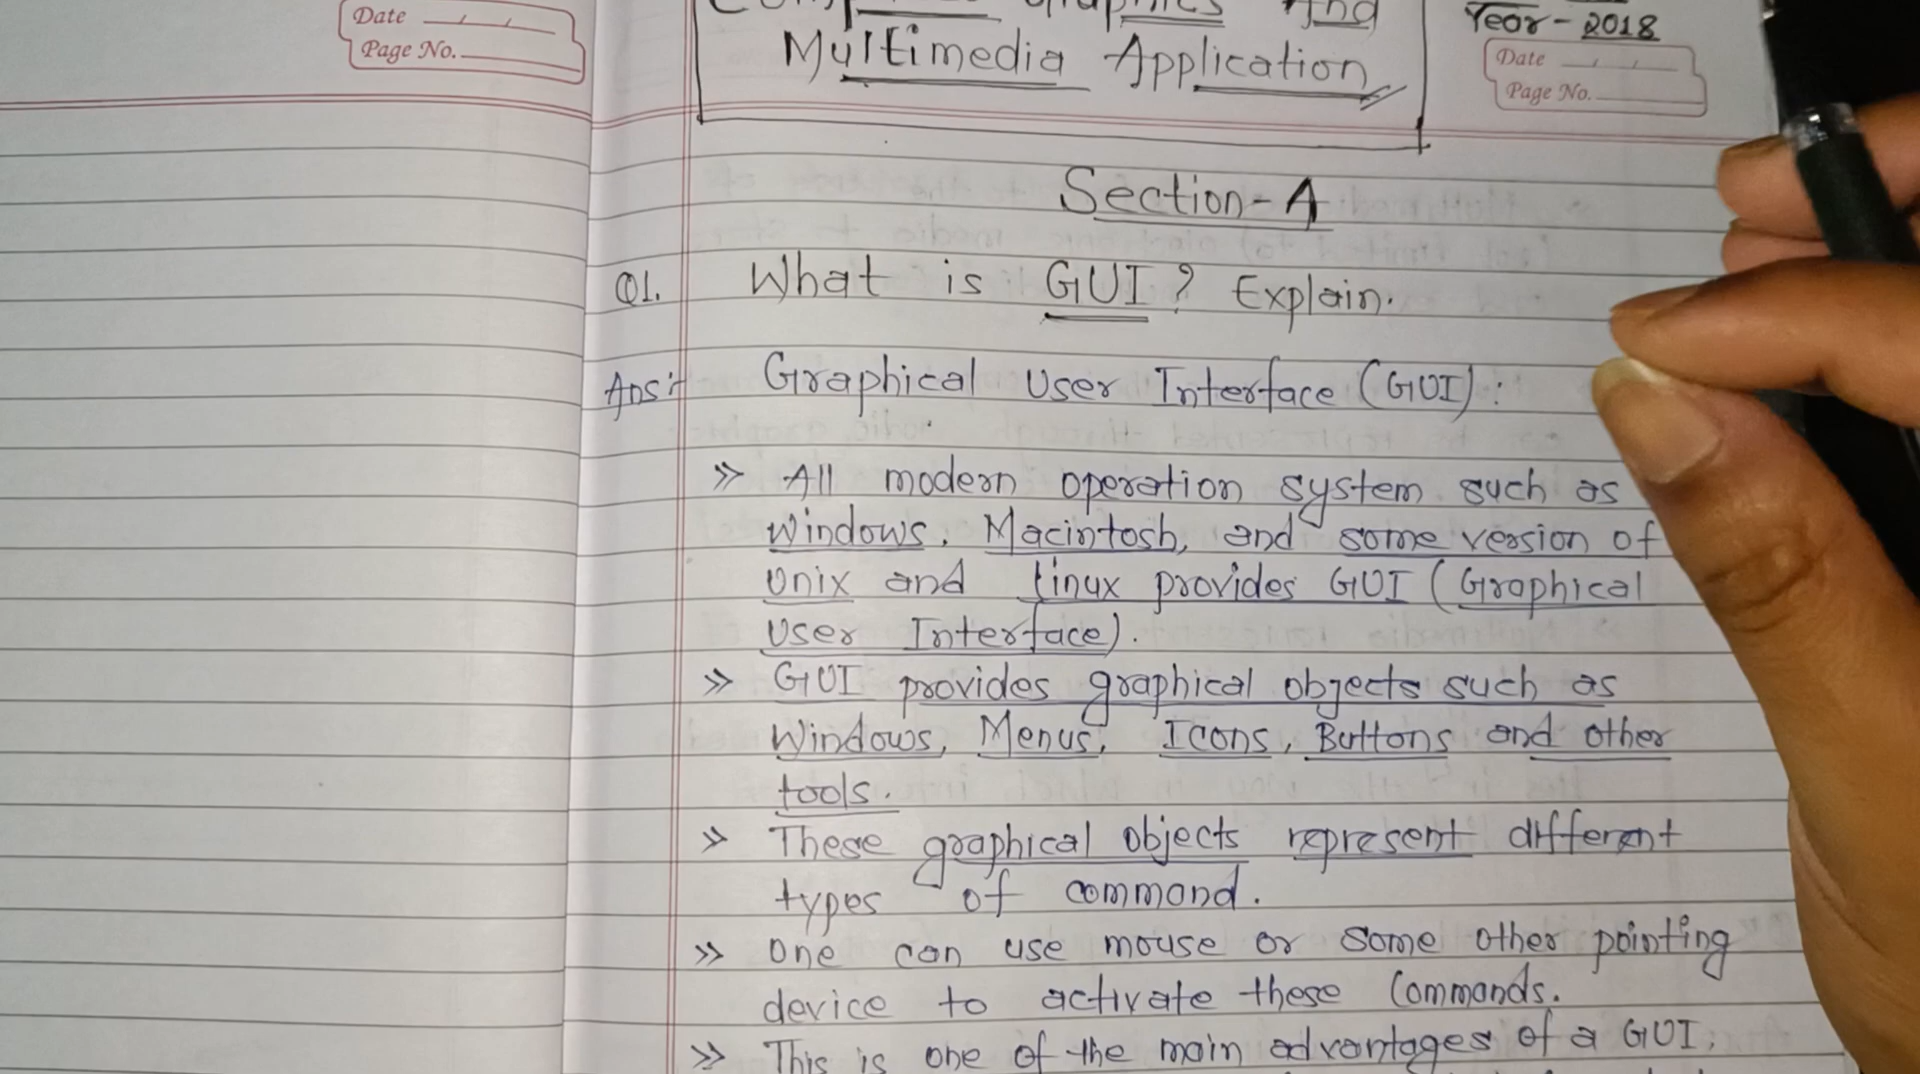 Date
Page No.
Computer Graphics And
Multimedia Application
Year-2018
Date
Page No.
Section-A
Q1. What is GUI? Explain.
Ans:- Graphical User Interface (GUI):
>> All modern operation system such as
Windows, Macintosh, and some version of
Unix and Linux provides GUI (Graphical
User Interface).
>> GUI provides graphical objects such as
Windows, Menus, Icons, Buttons and other
tools.
>> These graphical objects represent different
types of command.
>> One can use mouse or some other pointing
device to activate these Commands.
>> This is one of the main advantages of a GUI,